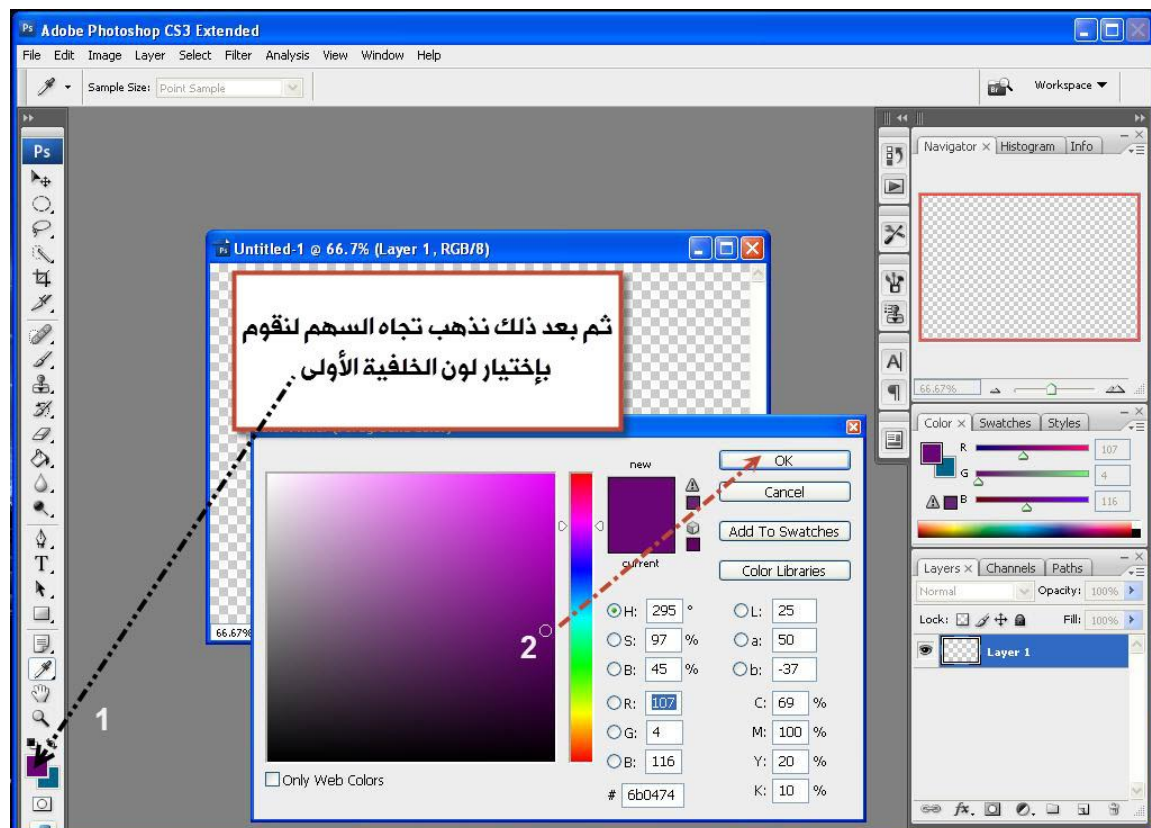 Ps Adobe Photoshop CS3 Extended
File Edit Image Layer Select Filter Analysis View Window Help
Sample Size: Point Sample
Workspace
Ps
Navigator × Histogram Info
66.67%
Untitled-1 @ 66.7% (Layer 1, RGB/8)
ثم بعد ذلك نذهب تجاه السهم لنقوم
بإختيار لون الخلفية الأولى
66.67%
new
current
OK
Cancel
Add To Swatches
Color Libraries
H: 295 °
S: 97 %
B: 45 %
R: 107
G: 4
B: 116
# 6b0474
L: 25
a: 50
b: -37
C: 69 %
M: 100 %
Y: 20 %
K: 10 %
Only Web Colors
1
2
Color × Swatches Styles
R 107
G 4
B 116
Layers × Channels Paths
Normal Opacity: 100%
Lock: Fill: 100%
Layer 1